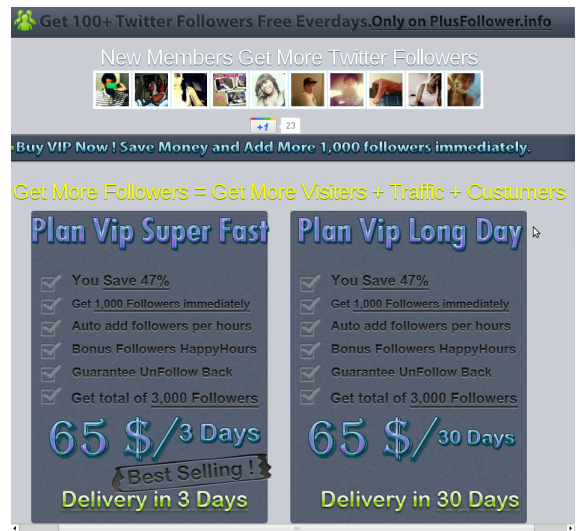 Get 100+ Twitter Followers Free Everdays.Only on PlusFollower.info
New Members Get More Twitter Followers
+1 23
Buy VIP Now ! Save Money and Add More 1,000 followers immediately.
Get More Followers = Get More Visiters + Traffic + Custumers
Plan Vip Super Fast
You Save 47%
Get 1,000 Followers immediately
Auto add followers per hours
Bonus Followers HappyHours
Guarantee UnFollow Back
Get total of 3,000 Followers
65 $/3 Days
Best Selling !
Delivery in 3 Days
Plan Vip Long Day
You Save 47%
Get 1,000 Followers immediately
Auto add followers per hours
Bonus Followers HappyHours
Guarantee UnFollow Back
Get total of 3,000 Followers
65 $/30 Days
Delivery in 30 Days